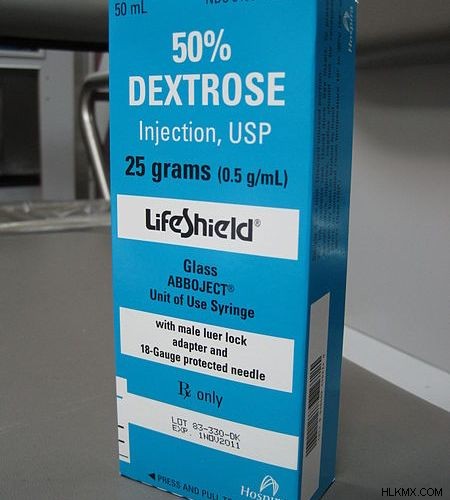 50 mL
50%
DEXTROSE
Injection, USP
25 grams (0.5 g/mL)
LifeShield®
Glass
ABBOJECT®
Unit of Use Syringe
with male luer lock
adapter and
18-Gauge protected needle
℞ only
LOT 83-330-DK
EXP. 1NOV2011
◀ PRESS AND PULL TO
Hospira
HLKMX.COM